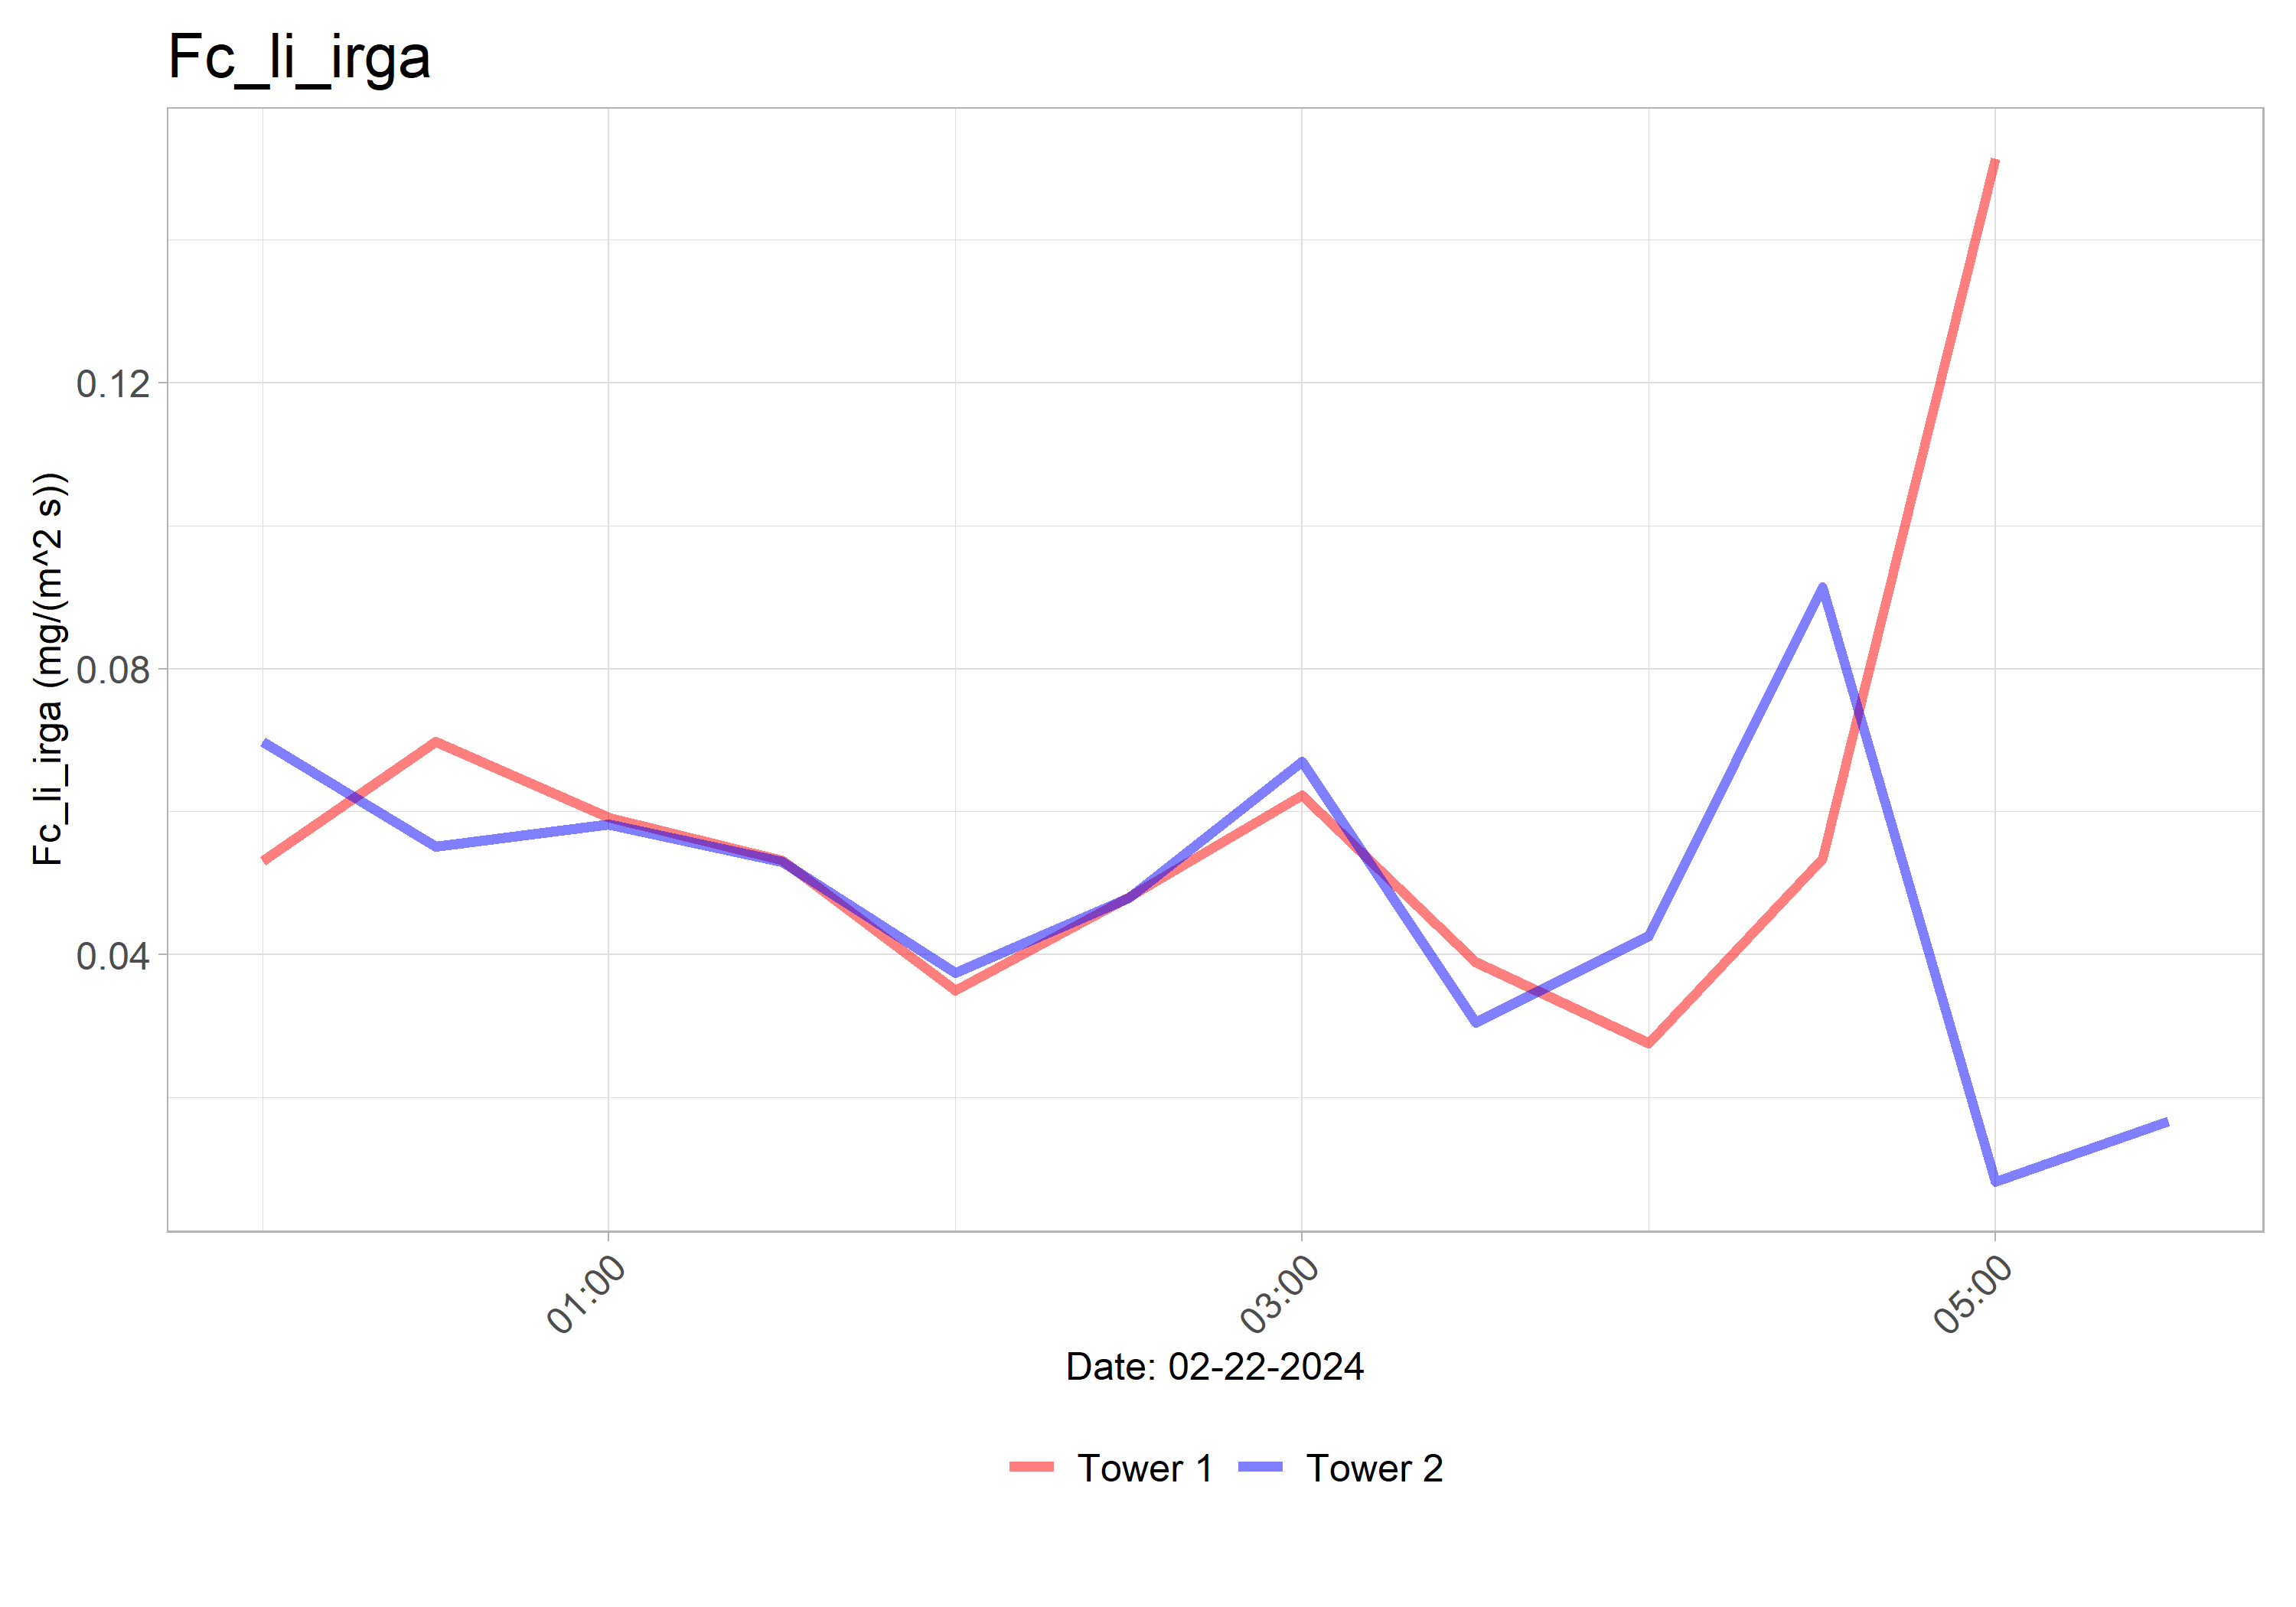 Fc_li_irga
Fc_li_irga (mg/(m^2 s))
0.12
0.08
0.04
01:00
03:00
05:00
Date: 02-22-2024
Tower 1
Tower 2